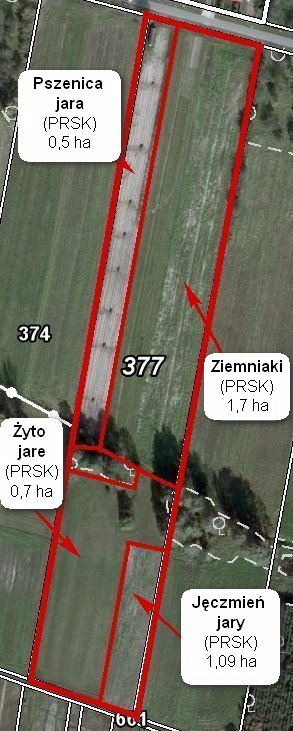 Pszenica
jara
(PRSK)
0,5 ha
374
377
Ziemniaki
(PRSK)
1,7 ha
Żyto
jare
(PRSK)
0,7 ha
Jęczmień
jary
(PRSK)
1,09 ha
661